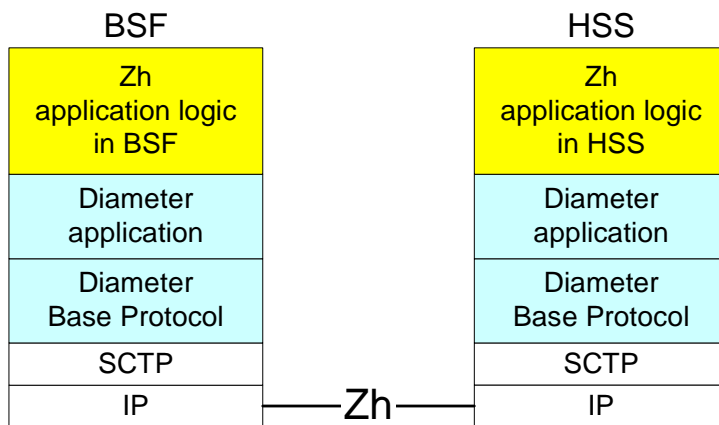 BSF
HSS
Zh
application logic
in BSF
Zh
application logic
in HSS
Diameter
application
Diameter
application
Diameter
Base Protocol
Diameter
Base Protocol
SCTP
SCTP
IP
Zh
IP